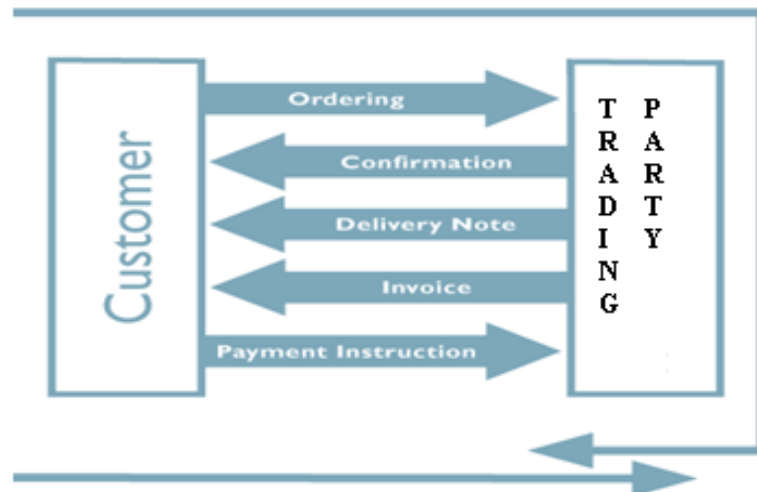 Customer
Ordering
Confirmation
Delivery Note
Invoice
Payment Instruction
TRADING
PARTY